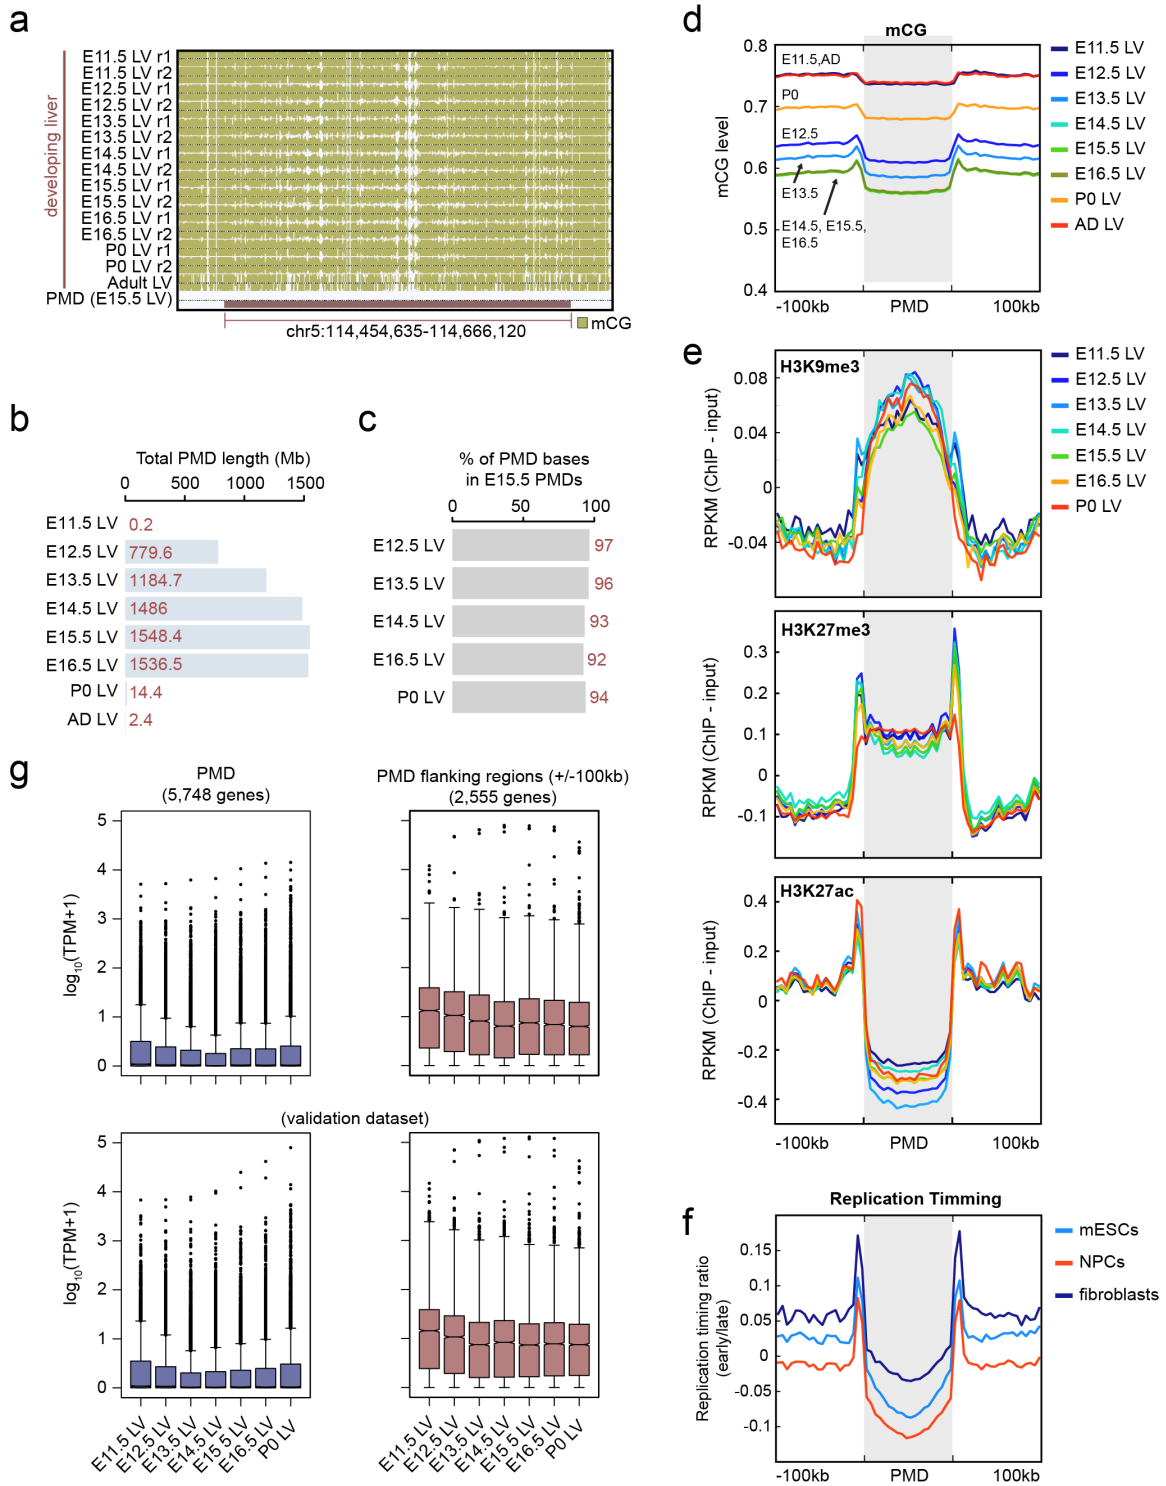 a
developing liver
E11.5 LV r1
E11.5 LV r2
E12.5 LV r1
E12.5 LV r2
E13.5 LV r1
E13.5 LV r2
E14.5 LV r1
E14.5 LV r2
E15.5 LV r1
E15.5 LV r2
E16.5 LV r1
E16.5 LV r2
P0 LV r1
P0 LV r2
Adult LV
PMD (E15.5 LV)
chr5:114,454,635-114,666,120
mCG
b
Total PMD length (Mb)
0 500 1000 1500
E11.5 LV 0.2
E12.5 LV 779.6
E13.5 LV 1184.7
E14.5 LV 1486
E15.5 LV 1548.4
E16.5 LV 1536.5
P0 LV 14.4
AD LV 2.4
c
% of PMD bases
in E15.5 PMDs
0 50 100
E12.5 LV 97
E13.5 LV 96
E14.5 LV 93
E16.5 LV 92
P0 LV 94
d
mCG
mCG level
0.8
0.7
0.6
0.5
0.4
E11.5,AD
P0
E12.5
E13.5
E14.5, E15.5,
E16.5
-100kb PMD 100kb
E11.5 LV
E12.5 LV
E13.5 LV
E14.5 LV
E15.5 LV
E16.5 LV
P0 LV
AD LV
e
H3K9me3
RPKM (ChIP - input)
0.08
0.04
0
-0.04
E11.5 LV
E12.5 LV
E13.5 LV
E14.5 LV
E15.5 LV
E16.5 LV
P0 LV
H3K27me3
RPKM (ChIP - input)
0.3
0.2
0.1
0
-0.1
H3K27ac
RPKM (ChIP - input)
0.4
0.2
0
-0.2
-0.4
-100kb PMD 100kb
f
Replication Timming
Replication timing ratio
(early/late)
0.15
0.1
0.05
0
-0.05
-0.1
-100kb PMD 100kb
mESCs
NPCs
fibroblasts
g
PMD
(5,748 genes)
log10(TPM+1)
5
4
3
2
1
0
PMD flanking regions (+/-100kb)
(2,555 genes)
5
4
3
2
1
0
(validation dataset)
log10(TPM+1)
5
4
3
2
1
0
E11.5 LV
E12.5 LV
E13.5 LV
E14.5 LV
E15.5 LV
E16.5 LV
P0 LV
5
4
3
2
1
0
E11.5 LV
E12.5 LV
E13.5 LV
E14.5 LV
E15.5 LV
E16.5 LV
P0 LV